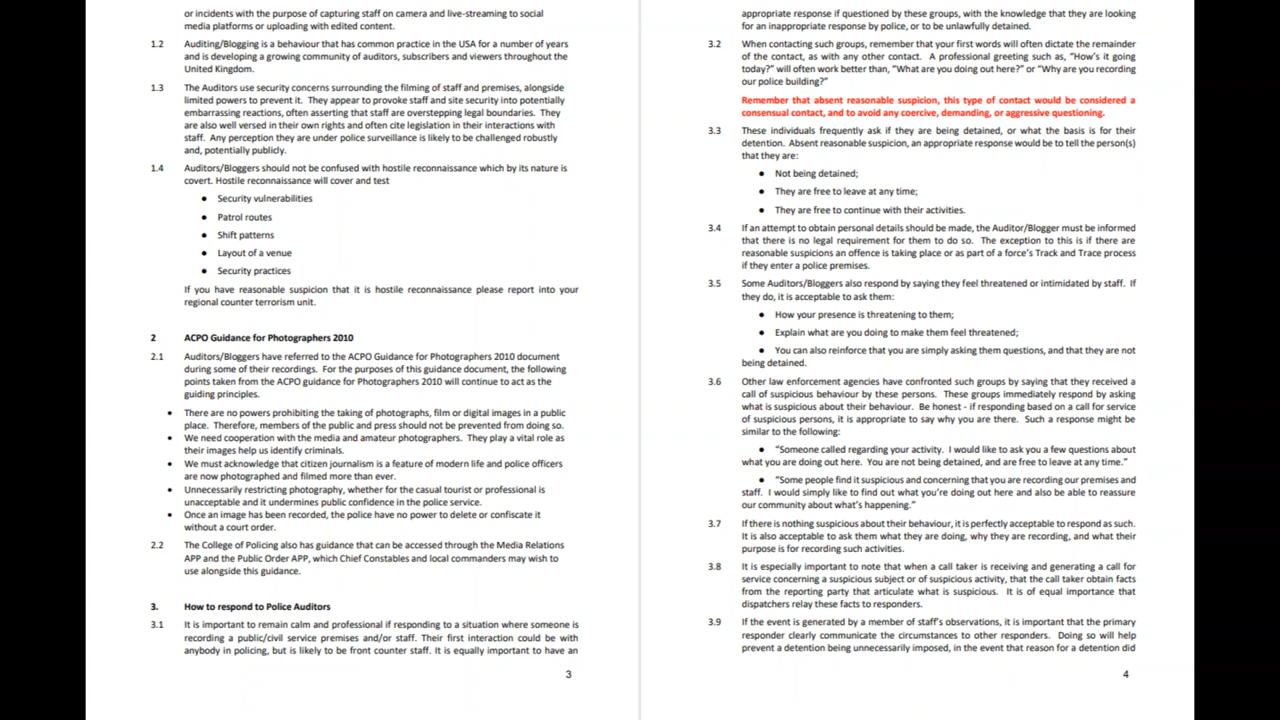 or incidents with the purpose of capturing staff on camera and live-streaming to social
media platforms or uploading with edited content.
1.2 Auditing/Blogging is a behaviour that has common practice in the USA for a number of years
and is developing a growing community of auditors, subscribers and viewers throughout the
United Kingdom.
1.3 The Auditors use security concerns surrounding the filming of staff and premises, alongside
limited powers to prevent it. They appear to provoke staff and site security into potentially
embarrassing reactions, often asserting that staff are overstepping legal boundaries. They
are also well versed in their own rights and often cite legislation in their interactions with
staff. Any perception they are under police surveillance is likely to be challenged robustly
and, potentially publicly.
1.4 Auditors/Bloggers should not be confused with hostile reconnaissance which by its nature is
covert. Hostile reconnaissance will cover and test
• Security vulnerabilities
• Patrol routes
• Shift patterns
• Layout of a venue
• Security practices
If you have reasonable suspicion that it is hostile reconnaissance please report into your
regional counter terrorism unit.
2 ACPO Guidance for Photographers 2010
2.1 Auditors/Bloggers have referred to the ACPO Guidance for Photographers 2010 document
during some of their recordings. For the purposes of this guidance document, the following
points taken from the ACPO guidance for Photographers 2010 will continue to act as the
guiding principles.
• There are no powers prohibiting the taking of photographs, film or digital images in a public
place. Therefore, members of the public and press should not be prevented from doing so.
• We need cooperation with the media and amateur photographers. They play a vital role as
their images help us identify criminals.
• We must acknowledge that citizen journalism is a feature of modern life and police officers
are now photographed and filmed more than ever.
• Unnecessarily restricting photography, whether for the casual tourist or professional is
unacceptable and it undermines public confidence in the police service.
• Once an image has been recorded, the police have no power to delete or confiscate it
without a court order.
2.2 The College of Policing also has guidance that can be accessed through the Media Relations
APP and the Public Order APP, which Chief Constables and local commanders may wish to
use alongside this guidance.
3. How to respond to Police Auditors
3.1 It is important to remain calm and professional if responding to a situation where someone is
recording a public/civil service premises and/or staff. Their first interaction could be with
anybody in policing, but is likely to be front counter staff. It is equally important to have an
3
appropriate response if questioned by these groups, with the knowledge that they are looking
for an inappropriate response by police, or to be unlawfully detained.
3.2 When contacting such groups, remember that your first words will often dictate the remainder
of the contact, as with any other contact. A professional greeting such as, "How's it going
today?" will often work better than, "What are you doing out here?" or "Why are you recording
our police building?"
Remember that absent reasonable suspicion, this type of contact would be considered a
consensual contact, and to avoid any coercive, demanding, or aggressive questioning.
3.3 These individuals frequently ask if they are being detained, or what the basis is for their
detention. Absent reasonable suspicion, an appropriate response would be to tell the person(s)
that they are:
• Not being detained;
• They are free to leave at any time;
• They are free to continue with their activities.
3.4 If an attempt to obtain personal details should be made, the Auditor/Blogger must be informed
that there is no legal requirement for them to do so. The exception to this is if there are
reasonable suspicions an offence is taking place or as part of a force's Track and Trace process
if they enter a police premises.
3.5 Some Auditors/Bloggers also respond by saying they feel threatened or intimidated by staff. If
they do, it is acceptable to ask them:
• How your presence is threatening to them;
• Explain what are you doing to make them feel threatened;
• You can also reinforce that you are simply asking them questions, and that they are not
being detained.
3.6 Other law enforcement agencies have confronted such groups by saying that they received a
call of suspicious behaviour by these persons. These groups immediately respond by asking
what is suspicious about their behaviour. Be honest - if responding based on a call for service
of suspicious persons, it is appropriate to say why you are there. Such a response might be
similar to the following:
• "Someone called regarding your activity. I would like to ask you a few questions about
what you are doing out here. You are not being detained, and are free to leave at any time."
• "Some people find it suspicious and concerning that you are recording our premises and
staff. I would simply like to find out what you're doing out here and also be able to reassure
our community about what's happening."
3.7 If there is nothing suspicious about their behaviour, it is perfectly acceptable to respond as such.
It is also acceptable to ask them what they are doing, why they are recording, and what their
purpose is for recording such activities.
3.8 It is especially important to note that when a call taker is receiving and generating a call for
service concerning a suspicious subject or of suspicious activity, that the call taker obtain facts
from the reporting party that articulate what is suspicious. It is of equal importance that
dispatchers relay these facts to responders.
3.9 If the event is generated by a member of staff's observations, it is important that the primary
responder clearly communicate the circumstances to other responders. Doing so will help
prevent a detention being unnecessarily imposed, in the event that reason for a detention did
4